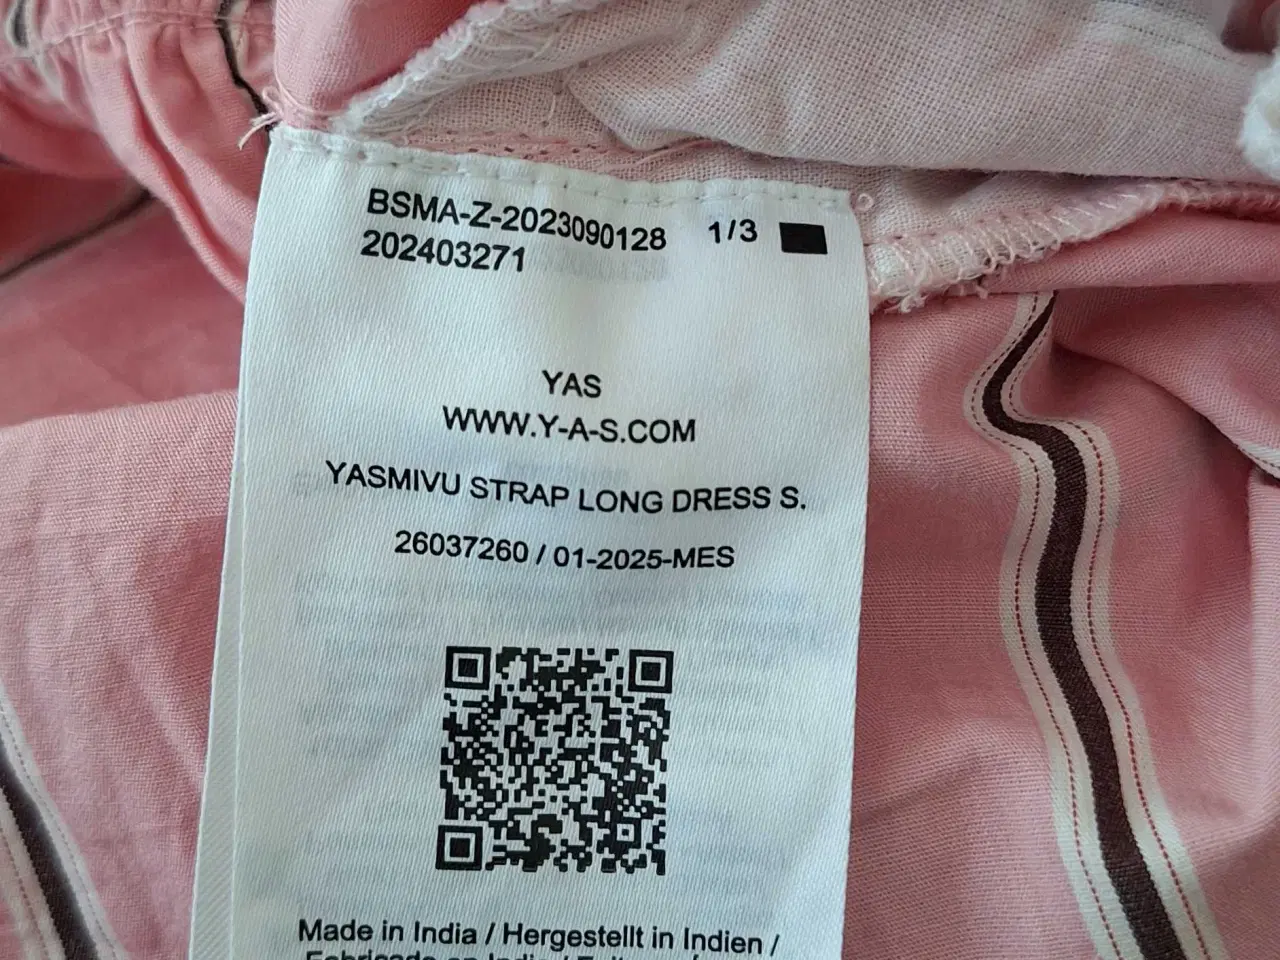 BSMA-Z-2023090128 1/3
202403271
YAS
WWW.Y-A-S.COM
YASMIVU STRAP LONG DRESS S.
26037260 / 01-2025-MES
Made in India / Hergestellt in Indien /